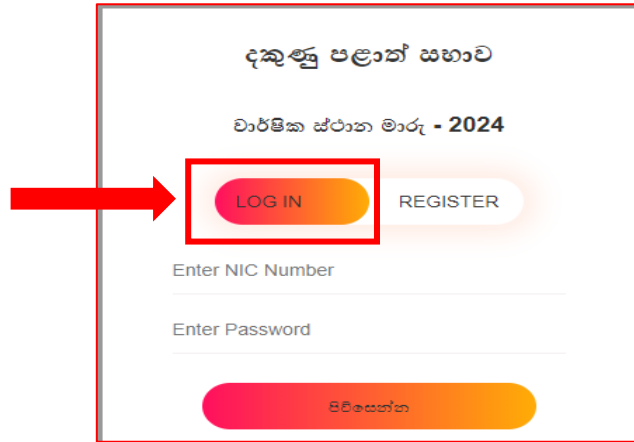 දකුණු පළාත් සභාව
වාර්ෂික ස්ථාන මාරු - 2024
LOG IN REGISTER
Enter NIC Number
Enter Password
පිවිසෙන්න